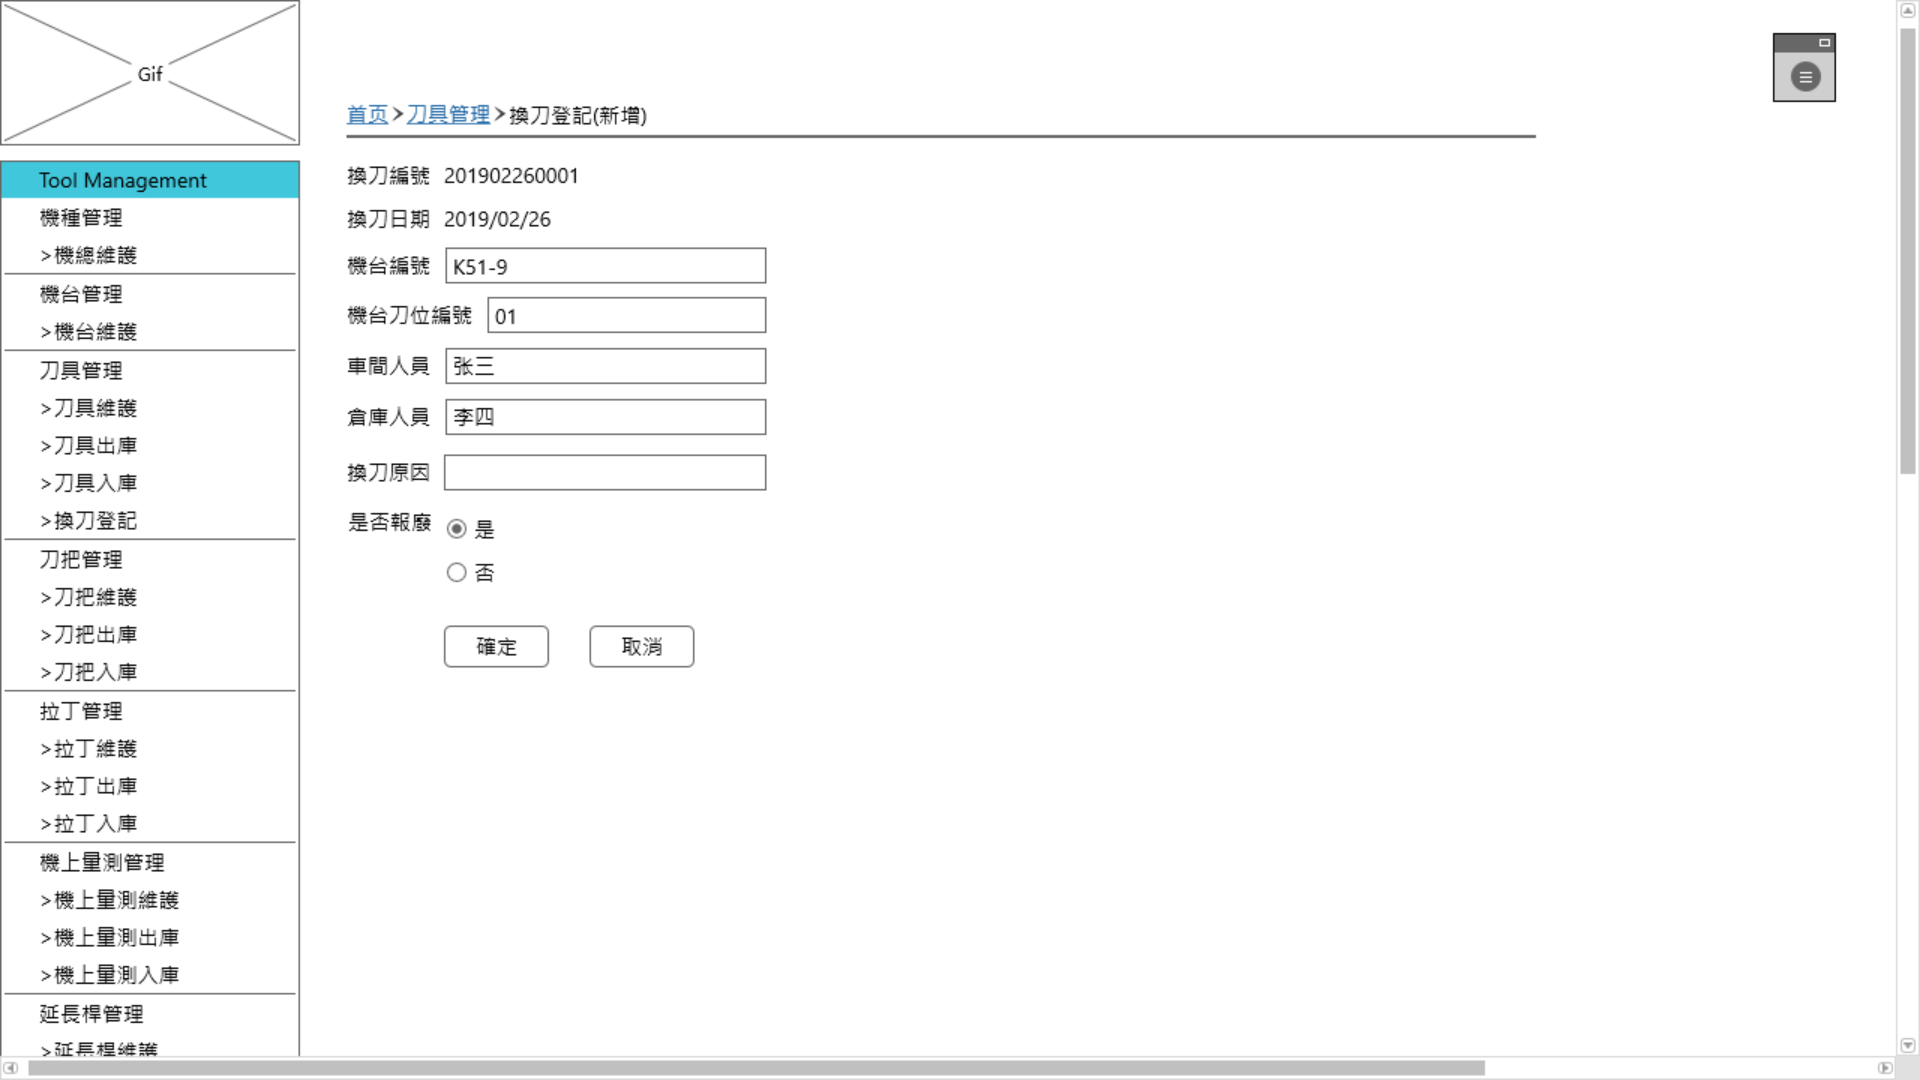 Gif
首页>刀具管理>換刀登記(新增)
Tool Management
機種管理
>機總維護
機台管理
>機台維護
刀具管理
>刀具維護
>刀具出庫
>刀具入庫
>換刀登記
刀把管理
>刀把維護
>刀把出庫
>刀把入庫
拉丁管理
>拉丁維護
>拉丁出庫
>拉丁入庫
機上量測管理
>機上量測維護
>機上量測出庫
>機上量測入庫
延長桿管理
>延長桿維護
換刀編號 201902260001
換刀日期 2019/02/26
機台編號 K51-9
機台刀位編號 01
車間人員 张三
倉庫人員 李四
換刀原因
是否報廢 是
否
確定 取消